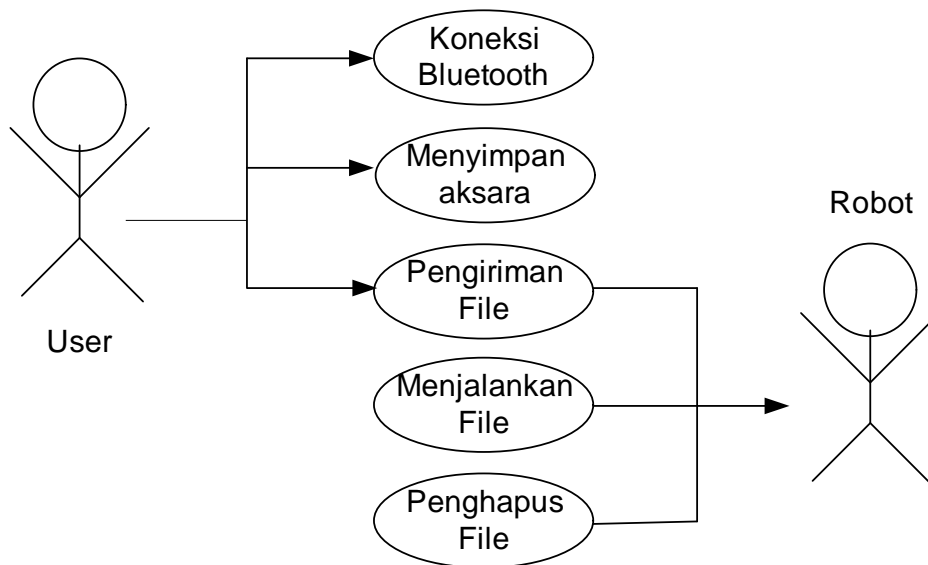 Koneksi
Bluetooth
Menyimpan
aksara
Robot
Pengiriman
File
User
Menjalankan
File
Penghapus
File